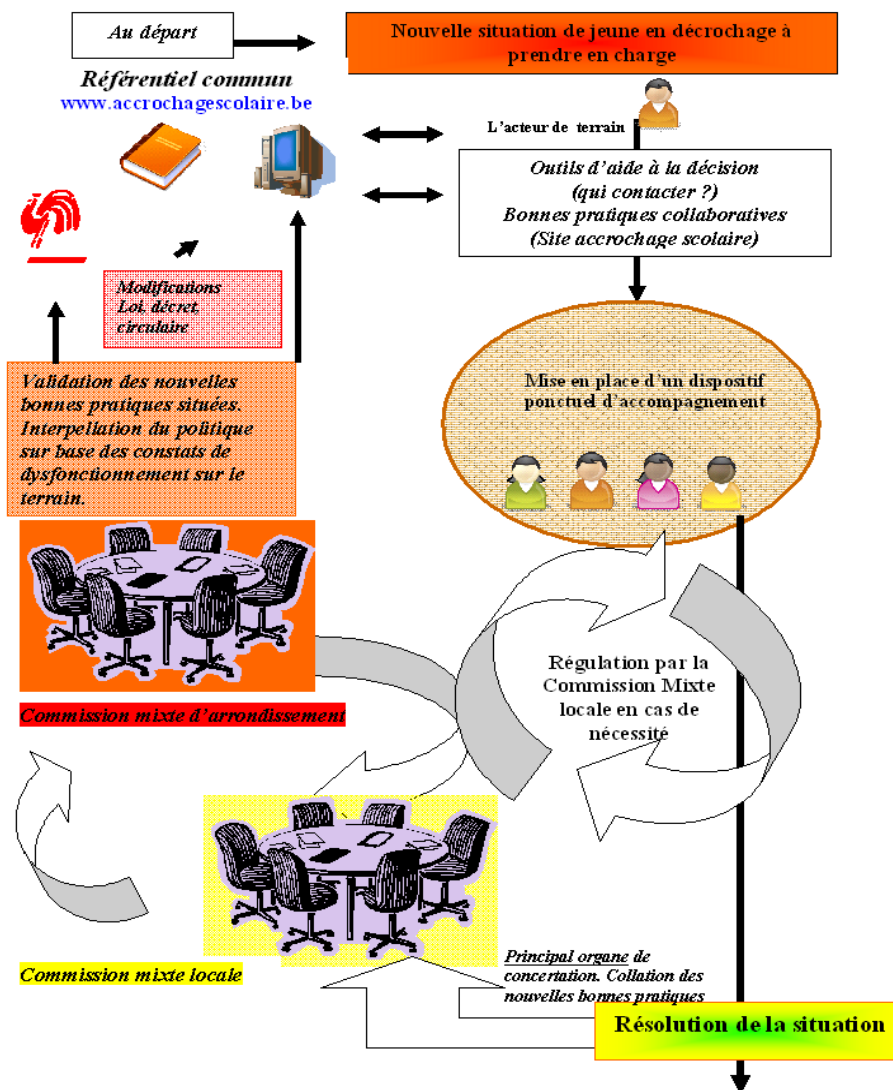 Au départ
Nouvelle situation de jeune en décrochage à
prendre en charge
Référentiel commun
www.accrochagescolaire.be
L'acteur de terrain
Outils d'aide à la décision
(qui contacter ?)
Bonnes pratiques collaboratives
(Site accrochage scolaire)
Modifications
Loi, décret,
circulaire
Validation des nouvelles
bonnes pratiques situées.
Interpellation du politique
sur base des constats de
dysfonctionnement sur le
terrain.
Mise en place d'un dispositif
ponctuel d'accompagnement
Régulation par la
Commission Mixte
locale en cas de
nécessité
Commission mixte d'arrondissement
Commission mixte locale
Principal organe de
concertation. Collation des
nouvelles bonnes pratiques
Résolution de la situation